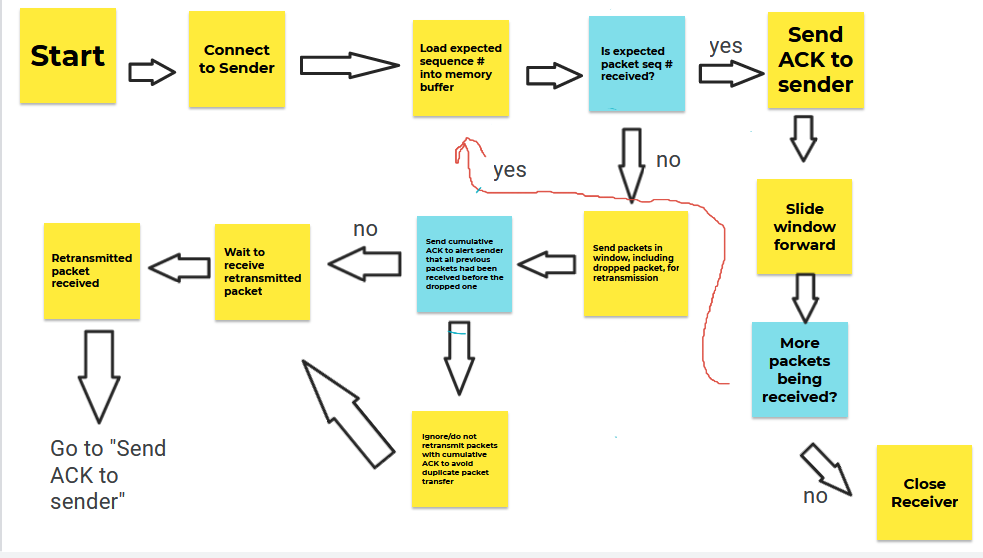 Start
Connect
to Sender
Load expected
sequence #
into memory
buffer
Is expected
packet seq #
received?
yes
Send
ACK to
sender
no
yes
Slide
window
forward
Retransmitted
packet
received
Wait to
receive
retransmitted
packet
no
Send cumulative
ACK to alert sender
that all previous
packets had been
received before the
dropped one
Send packets in
window, including
dropped packet, for
retransmission
More
packets
being
received?
Go to "Send
ACK to
sender"
Ignore/do not
retransmit packets
with cumulative
ACK to avoid
duplicate packet
transfer
no
Close
Receiver